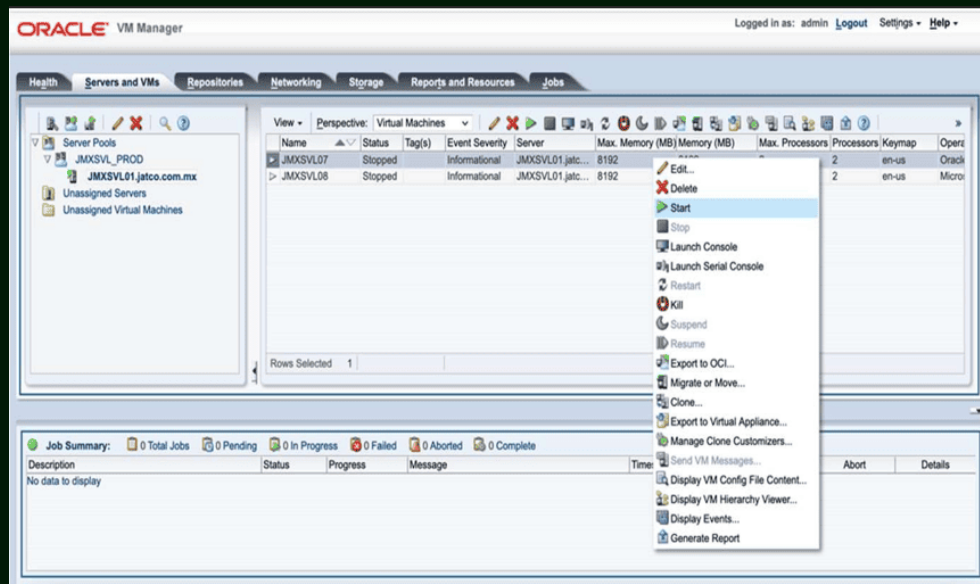 ORACLE VM Manager
Logged in as: admin Logout Settings Help
Health Servers and VMs Repositories Networking Storage Reports and Resources Jobs
View Perspective: Virtual Machines
Server Pools
JMXSVL_PROD
JMXSVL01.jatco.com.mx
Unassigned Servers
Unassigned Virtual Machines
Name Status Tag(s) Event Severity Server Max. Memory (MB) Memory (MB) Max. Processors Processors Keymap
JMXSVL07 Stopped Informational JMXSVL01.jatc... 8192 2 en-us
JMXSVL08 Stopped Informational JMXSVL01.jatc... 8192 2 en-us
Rows Selected 1
Edit...
Delete
Start
Stop
Launch Console
Launch Serial Console
Restart
Kill
Suspend
Resume
Export to OCI...
Migrate or Move...
Clone...
Export to Virtual Appliance...
Manage Clone Customizers...
Send VM Messages...
Display VM Config File Content...
Display VM Hierarchy Viewer...
Display Events...
Generate Report
Job Summary: 0 Total Jobs 0 Pending 0 In Progress 0 Failed 0 Aborted 0 Complete
Description Status Progress Message Abort Details
No data to display